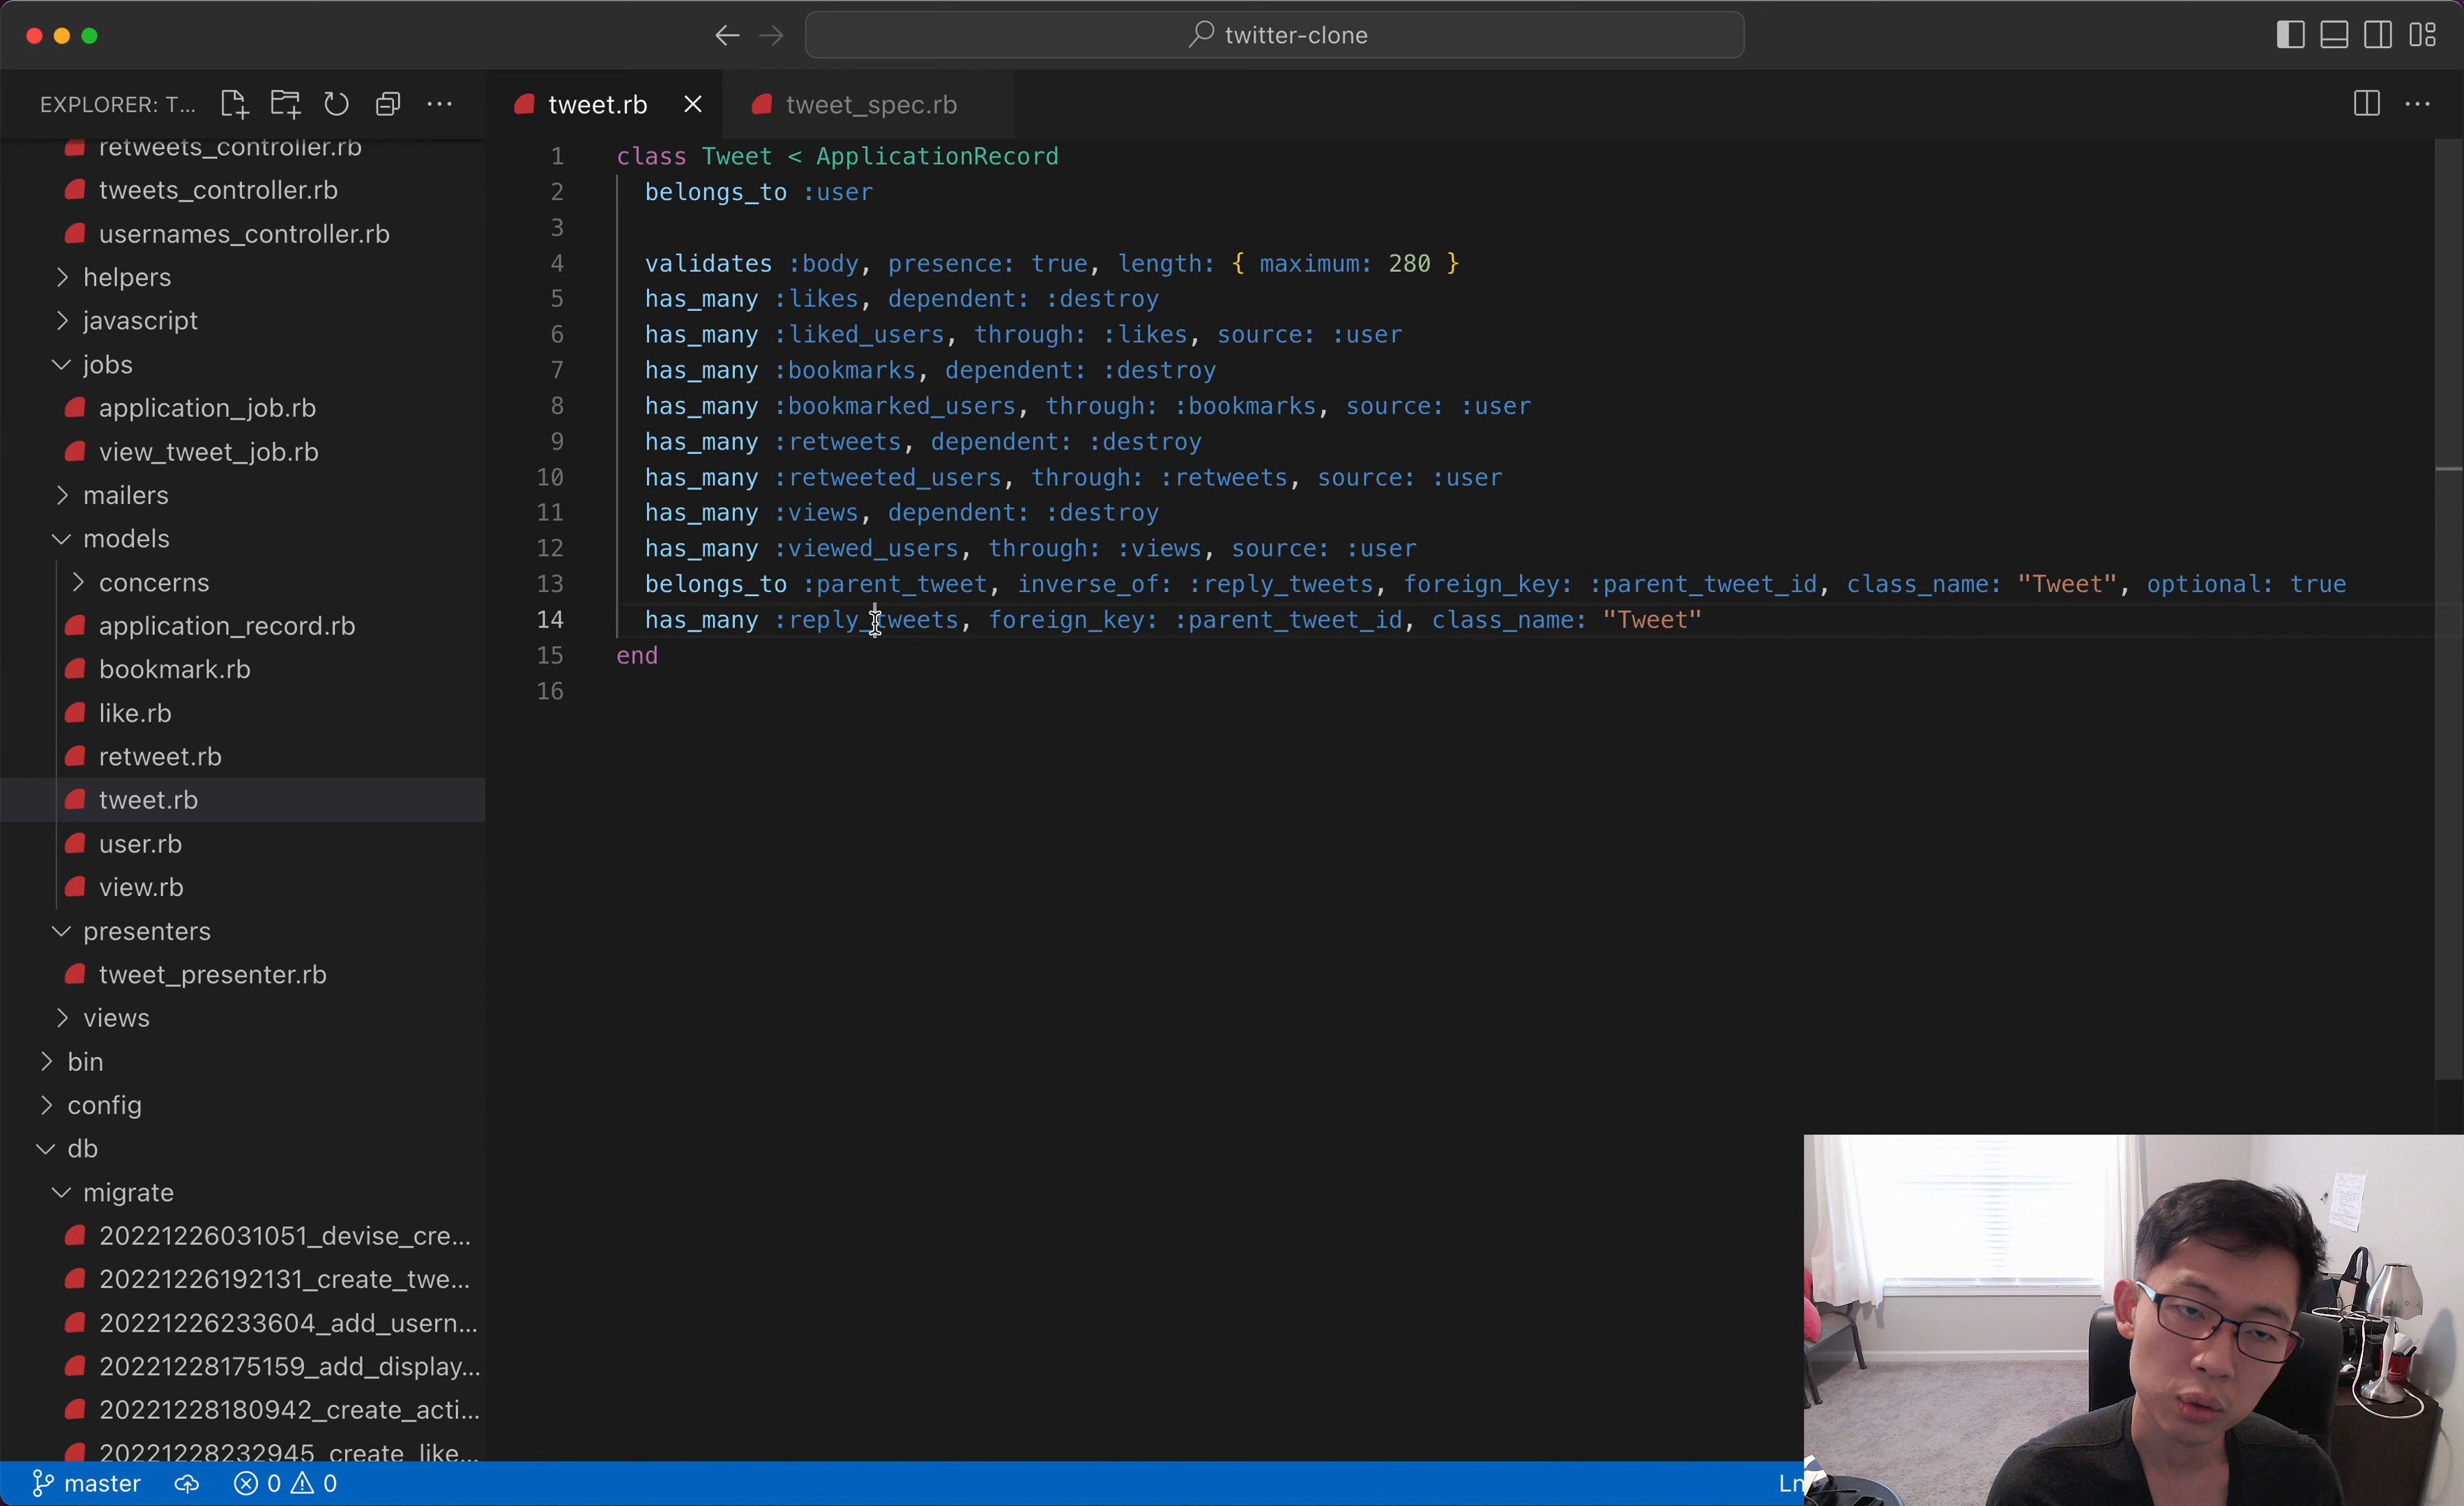 twitter-clone
EXPLORER: T...
retweets_controller.rb
tweets_controller.rb
usernames_controller.rb
helpers
javascript
jobs
application_job.rb
view_tweet_job.rb
mailers
models
concerns
application_record.rb
bookmark.rb
like.rb
retweet.rb
tweet.rb
user.rb
view.rb
presenters
tweet_presenter.rb
views
bin
config
db
migrate
20221226031051_devise_cre...
20221226192131_create_twe...
20221226233604_add_usern...
20221228175159_add_display...
20221228180942_create_acti...
20221228232945_create_like...
tweet.rb
tweet_spec.rb
1 class Tweet < ApplicationRecord
2 belongs_to :user
3
4 validates :body, presence: true, length: { maximum: 280 }
5 has_many :likes, dependent: :destroy
6 has_many :liked_users, through: :likes, source: :user
7 has_many :bookmarks, dependent: :destroy
8 has_many :bookmarked_users, through: :bookmarks, source: :user
9 has_many :retweets, dependent: :destroy
10 has_many :retweeted_users, through: :retweets, source: :user
11 has_many :views, dependent: :destroy
12 has_many :viewed_users, through: :views, source: :user
13 belongs_to :parent_tweet, inverse_of: :reply_tweets, foreign_key: :parent_tweet_id, class_name: "Tweet", optional: true
14 has_many :reply_tweets, foreign_key: :parent_tweet_id, class_name: "Tweet"
15 end
16
master 0 0
Ln